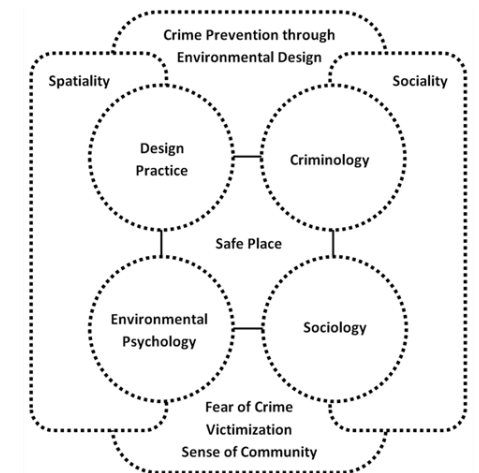 Crime Prevention through
Environmental Design
Spatiality
Sociality
Design
Practice
Criminology
Safe Place
Environmental
Psychology
Sociology
Fear of Crime
Victimization
Sense of Community